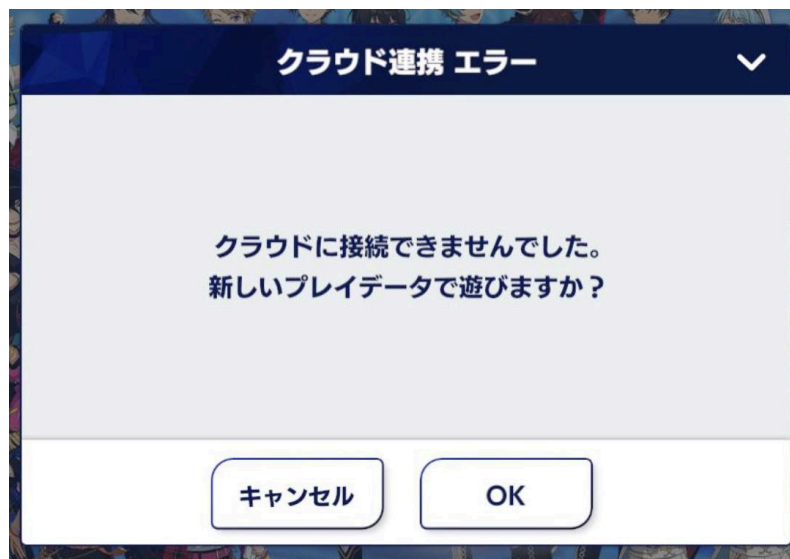 クラウド連携 エラー
クラウドに接続できませんでした。
新しいプレイデータで遊びますか？
キャンセル
OK